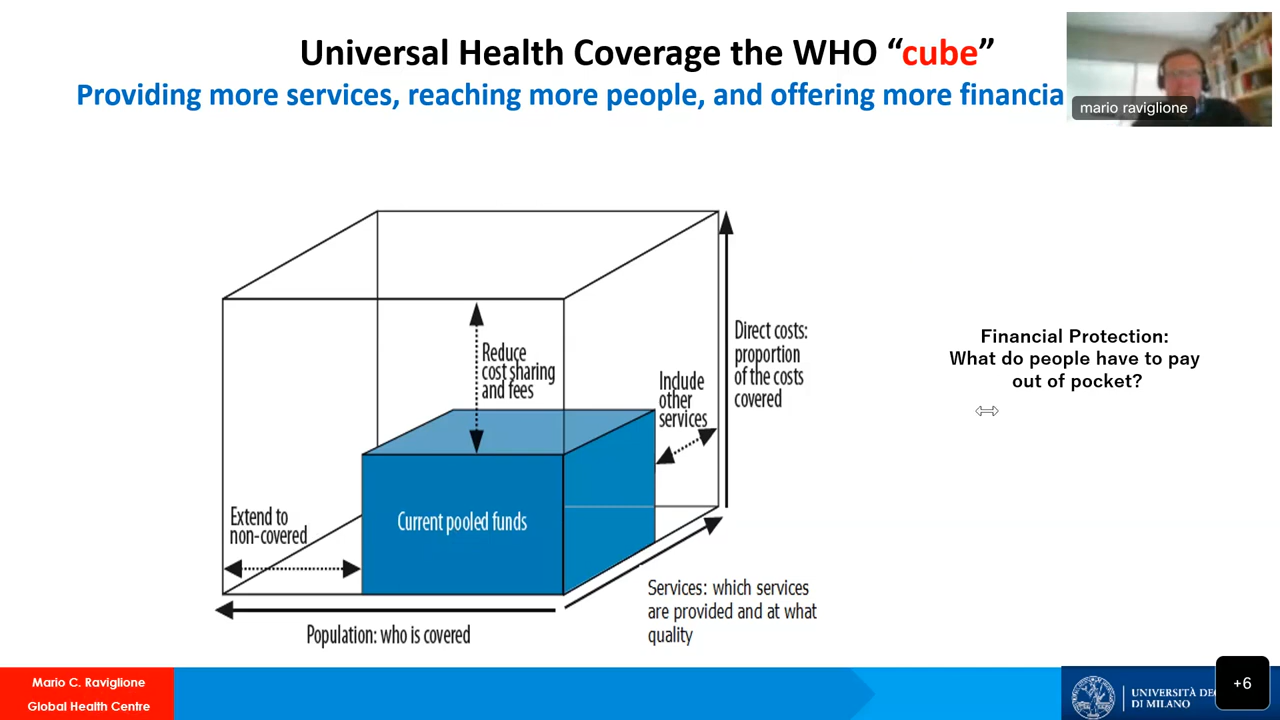 Universal Health Coverage the WHO “cube”
Providing more services, reaching more people, and offering more financia
mario raviglione
Reduce
cost sharing
and fees
Include
other
services
Direct costs:
proportion
of the costs
covered
Financial Protection:
What do people have to pay
out of pocket?
Extend to
non-covered
Current pooled funds
Services: which services
are provided and at what
quality
Population: who is covered
Mario C. Raviglione
Global Health Centre
UNIVERSITÀ DE
DI MILANO
+6